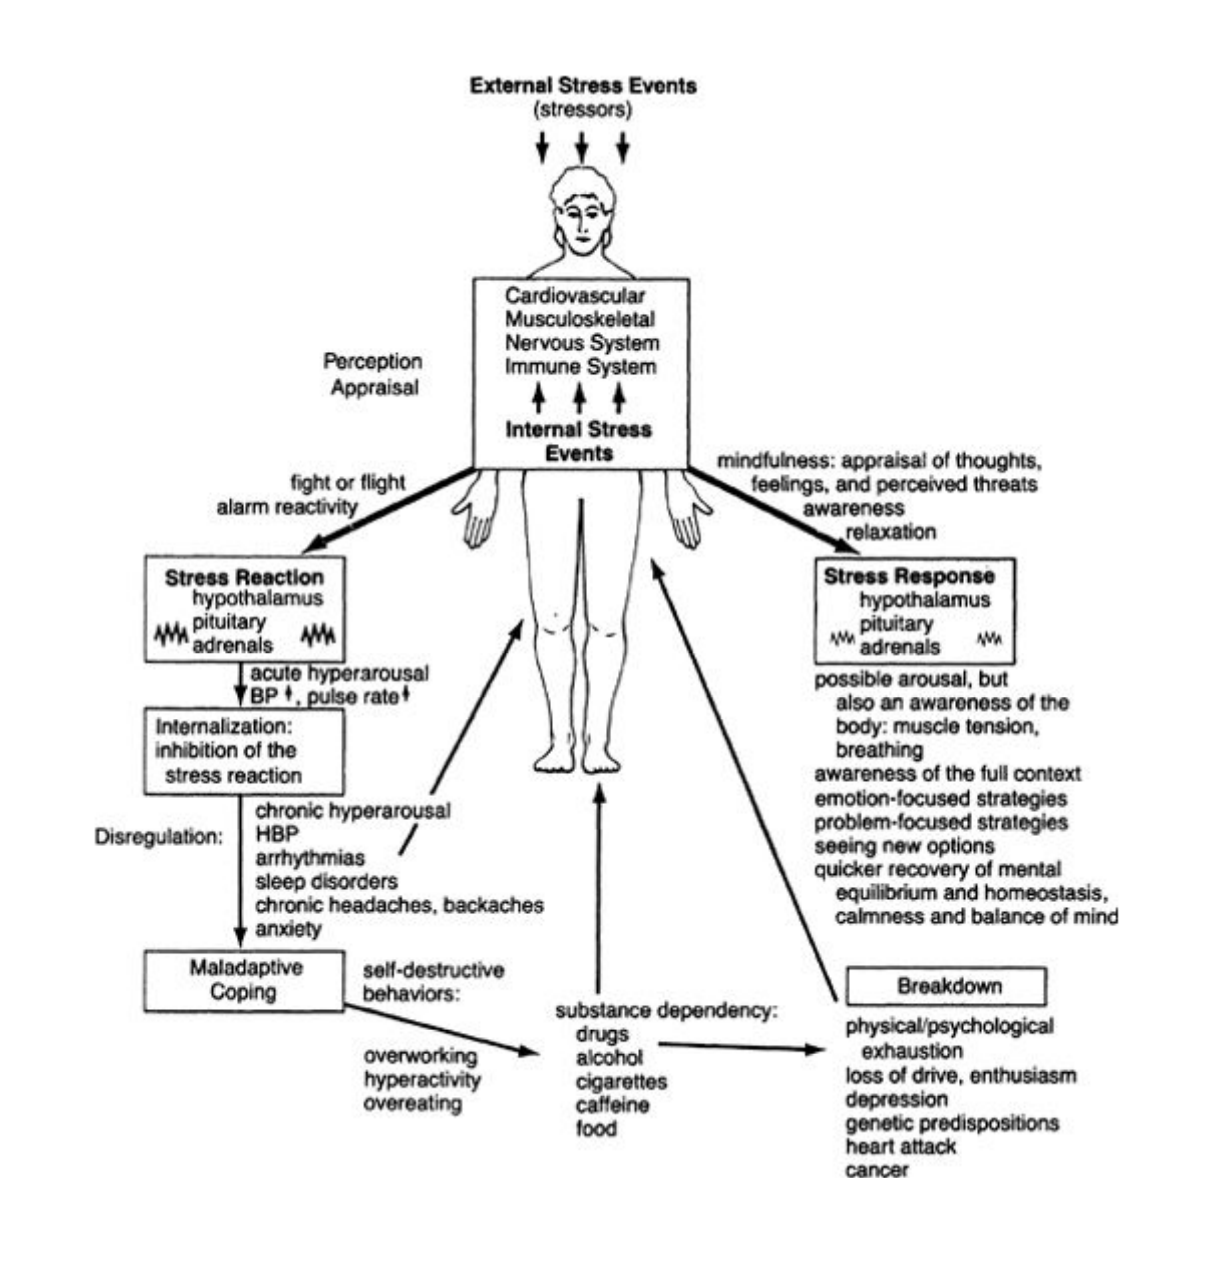 External Stress Events
(stressors)
Cardiovascular
Musculoskeletal
Nervous System
Immune System
Internal Stress
Events
Perception
Appraisal
fight or flight
alarm reactivity
mindfulness: appraisal of thoughts,
feelings, and perceived threats
awareness
relaxation
Stress Reaction
hypothalamus
pituitary
adrenals
acute hyperarousal
BP, pulse rate
Internalization:
inhibition of the
stress reaction
Disregulation:
chronic hyperarousal
HBP
arrhythmias
sleep disorders
chronic headaches, backaches
anxiety
Maladaptive
Coping
self-destructive
behaviors:
overworking
hyperactivity
overeating
substance dependency:
drugs
alcohol
cigarettes
caffeine
food
Stress Response
hypothalamus
pituitary
adrenals
possible arousal, but
also an awareness of the
body: muscle tension,
breathing
awareness of the full context
emotion-focused strategies
problem-focused strategies
seeing new options
quicker recovery of mental
equilibrium and homeostasis,
calmness and balance of mind
Breakdown
physical/psychological
exhaustion
loss of drive, enthusiasm
depression
genetic predispositions
heart attack
cancer